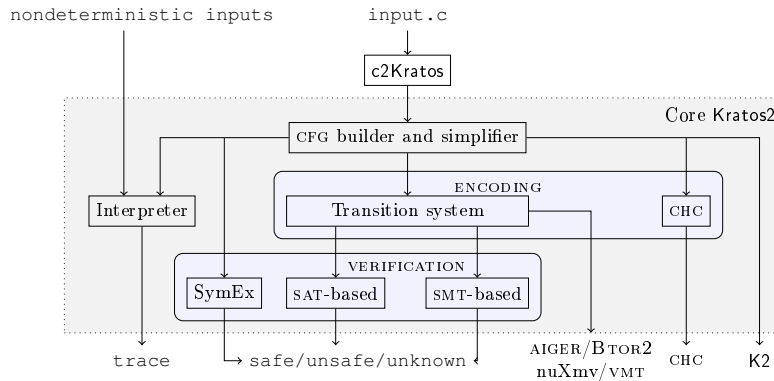 nondeterministic inputs
input.c
c2Kratos
Core Kratos2
CFG builder and simplifier
ENCODING
Interpreter
Transition system
CHC
VERIFICATION
SymEx
SAT-based
SMT-based
trace
safe/unsafe/unknown
AIGER/BTOR2
nuXmv/VMT
CHC
K2